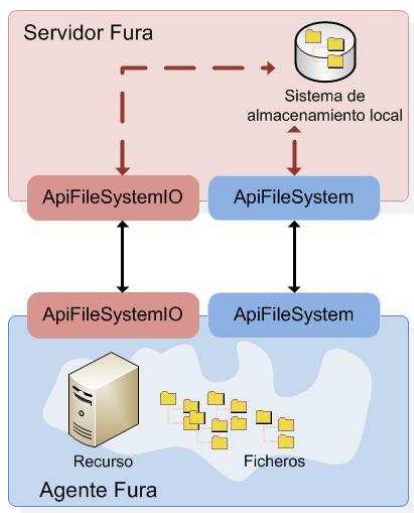 Servidor Fura
Sistema de
almacenamiento local
ApiFileSystemIO
ApiFileSystem
ApiFileSystemIO
ApiFileSystem
Recurso
Ficheros
Agente Fura